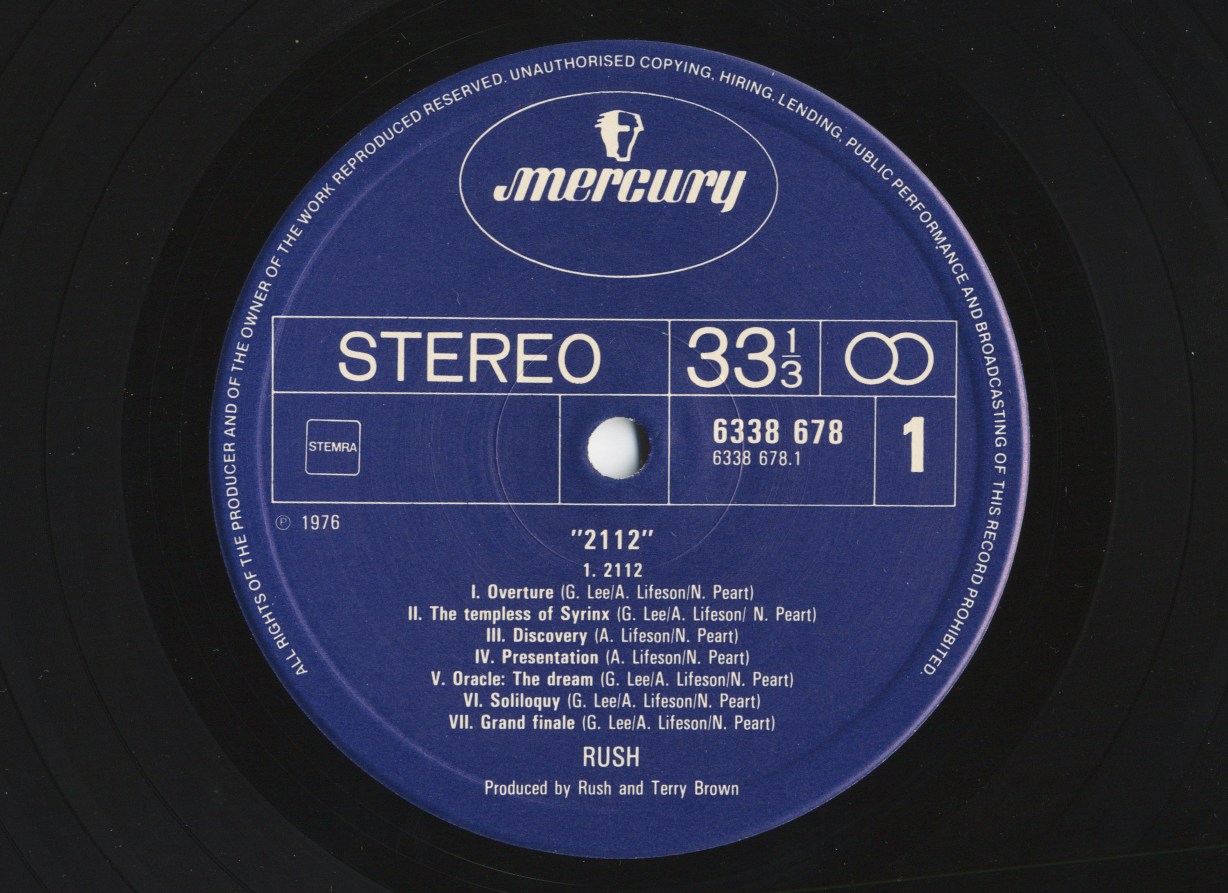 ALL RIGHTS OF THE PRODUCER AND OF THE OWNER OF THE WORK REPRODUCED RESERVED. UNAUTHORISED COPYING, HIRING, LENDING, PUBLIC PERFORMANCE AND BROADCASTING OF THIS RECORD PROHIBITED.
mercury
STEREO 33 1/3
STEMRA 6338 678 1
6338 678.1
Ⓟ 1976
"2112"
1. 2112
I. Overture (G. Lee/A. Lifeson/N. Peart)
II. The templess of Syrinx (G. Lee/A. Lifeson/ N. Peart)
III. Discovery (A. Lifeson/N. Peart)
IV. Presentation (A. Lifeson/N. Peart)
V. Oracle: The dream (G. Lee/A. Lifeson/N. Peart)
VI. Soliloquy (G. Lee/A. Lifeson/N. Peart)
VII. Grand finale (G. Lee/A. Lifeson/N. Peart)
RUSH
Produced by Rush and Terry Brown